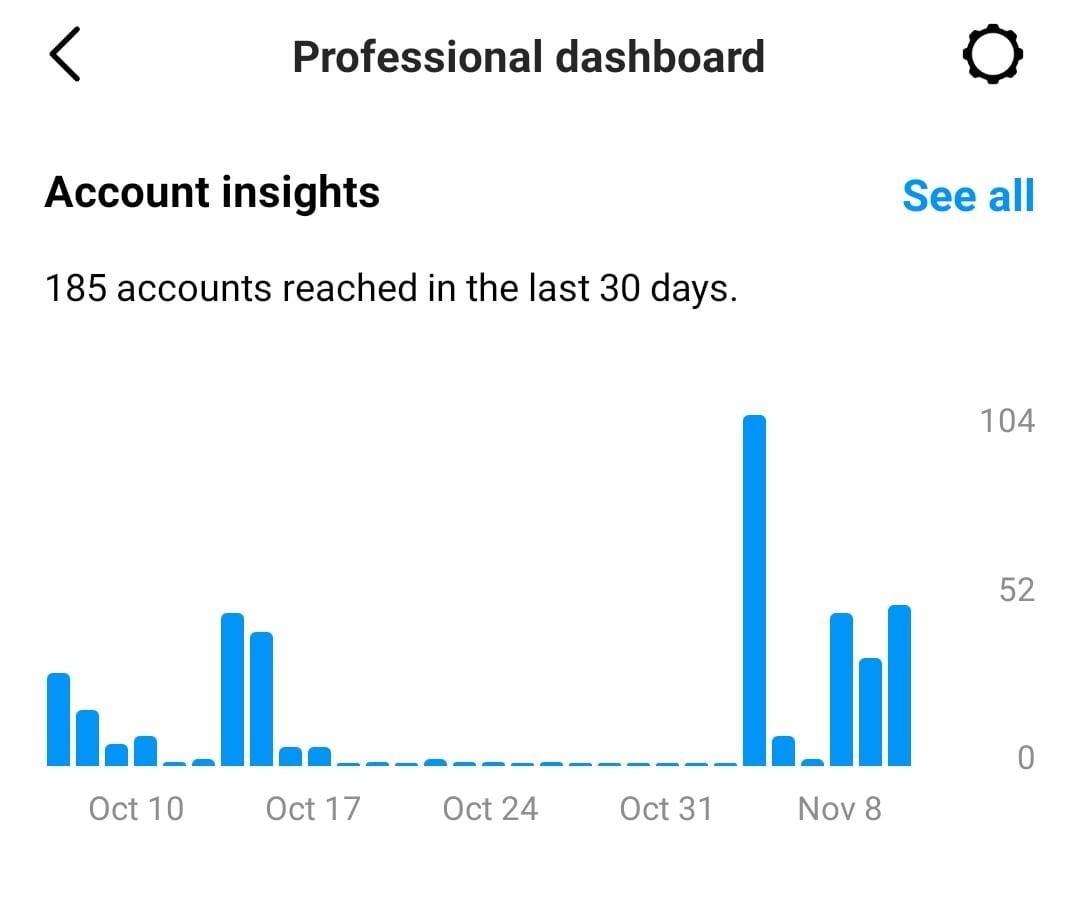 Professional dashboard
Account insights
See all
185 accounts reached in the last 30 days.
104
52
0
Oct 10
Oct 17
Oct 24
Oct 31
Nov 8